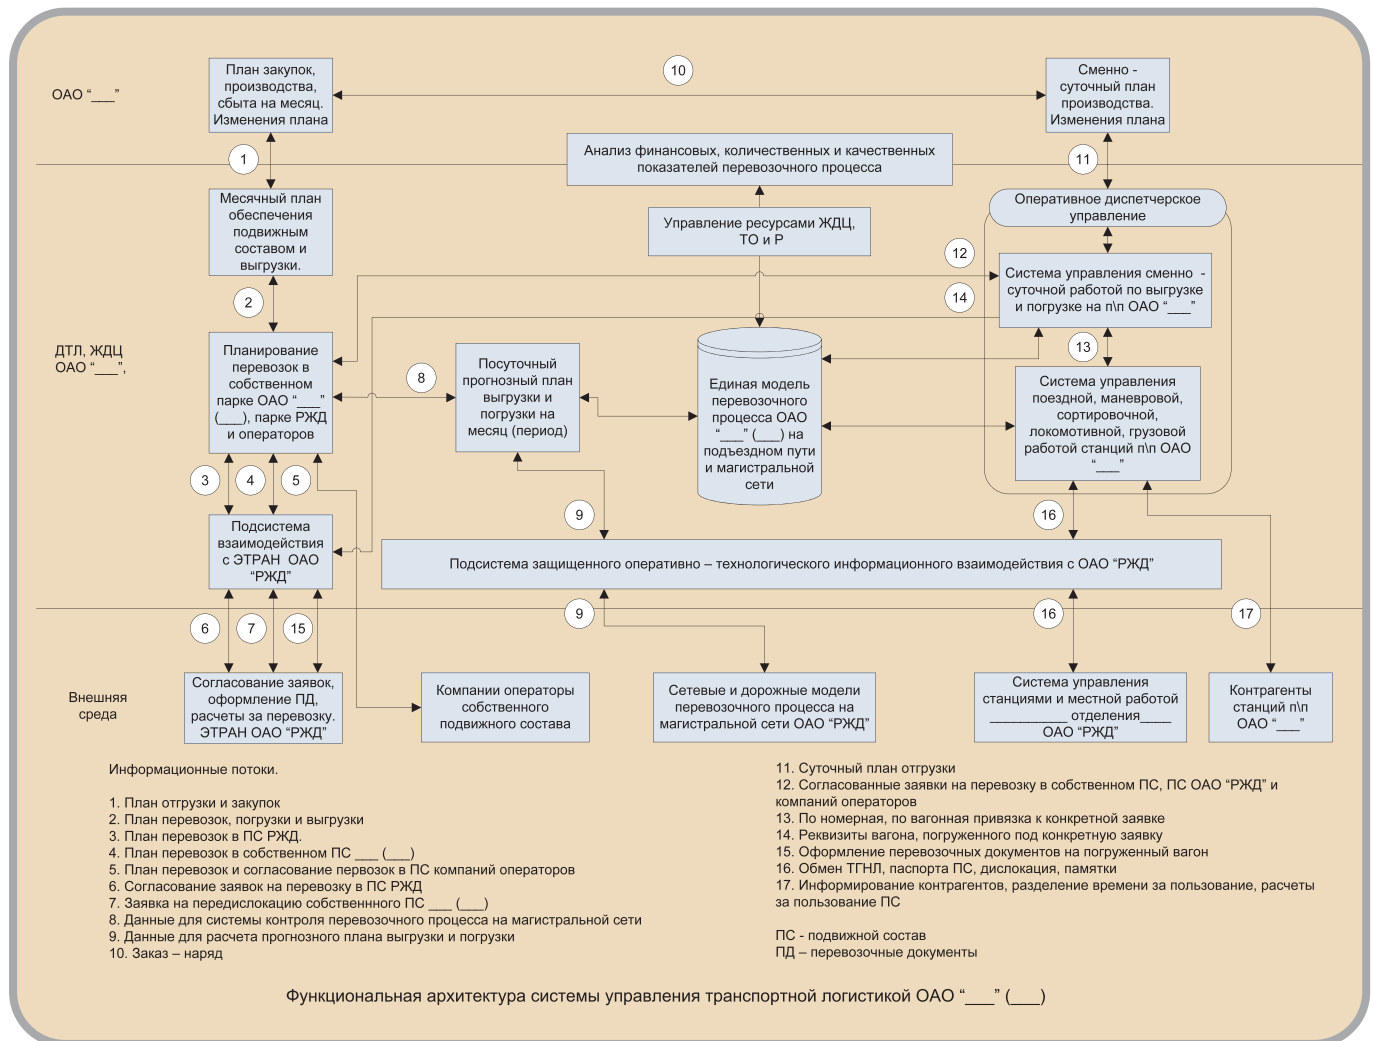 ОАО “___”
План закупок,
производства,
сбыта на месяц.
Изменения плана
10
Сменно -
суточный план
производства.
Изменения плана
1
Анализ финансовых, количественных и качественных
показателей перевозочного процесса
11
Месячный план
обеспечения
подвижным
составом и
выгрузки.
Управление ресурсами ЖДЦ,
ТО и Р
Оперативное диспетчерское
управление
12
Система управления сменно -
суточной работой по выгрузке
и погрузке на п\п ОАО “___”
2
14
ДТЛ, ЖДЦ
ОАО “___”,
Планирование
перевозок в
собственном
парке ОАО “___”
(___), парке РЖД
и операторов
8
Посуточный
прогнозный план
выгрузки и
погрузки на
месяц (период)
Единая модель
перевозочного
процесса ОАО
“___” (___) на
подъездном пути
и магистральной
сети
13
Система управления
поездной, маневровой,
сортировочной,
локомотивной, грузовой
работой станций п\п ОАО
“___”
3
4
5
9
16
Подсистема
взаимодействия
с ЭТРАН ОАО
“РЖД”
Подсистема защищенного оперативно – технологического информационного взаимодействия с ОАО “РЖД”
6
7
15
9
16
17
Внешняя
среда
Согласование заявок,
оформление ПД,
расчеты за перевозку.
ЭТРАН ОАО “РЖД”
Компании операторы
собственного
подвижного состава
Сетевые и дорожные модели
перевозочного процесса на
магистральной сети ОАО “РЖД”
Система управления
станциями и местной работой
__________ отделения____
ОАО “РЖД”
Контрагенты
станций п\п
ОАО “___”
Информационные потоки.
1. План отгрузки и закупок
2. План перевозок, погрузки и выгрузки
3. План перевозок в ПС РЖД.
4. План перевозок в собственном ПС ___ (___)
5. План перевозок и согласование первозок в ПС компаний операторов
6. Согласование заявок на перевозку в ПС РЖД
7. Заявка на передислокацию собственнного ПС ___ (___)
8. Данные для системы контроля перевозочного процесса на магистральной сети
9. Данные для расчета прогнозного плана выгрузки и погрузки
10. Заказ – наряд
11. Суточный план отгрузки
12. Согласованные заявки на перевозку в собственном ПС, ПС ОАО “РЖД” и
компаний операторов
13. По номерная, по вагонная привязка к конкретной заявке
14. Реквизиты вагона, погруженного под конкретную заявку
15. Оформление перевозочных документов на погруженный вагон
16. Обмен ТГНЛ, паспорта ПС, дислокация, памятки
17. Информирование контрагентов, разделение времени за пользование, расчеты
за пользование ПС
ПС - подвижной состав
ПД – перевозочные документы
Функциональная архитектура системы управления транспортной логистикой ОАО “___” (___)